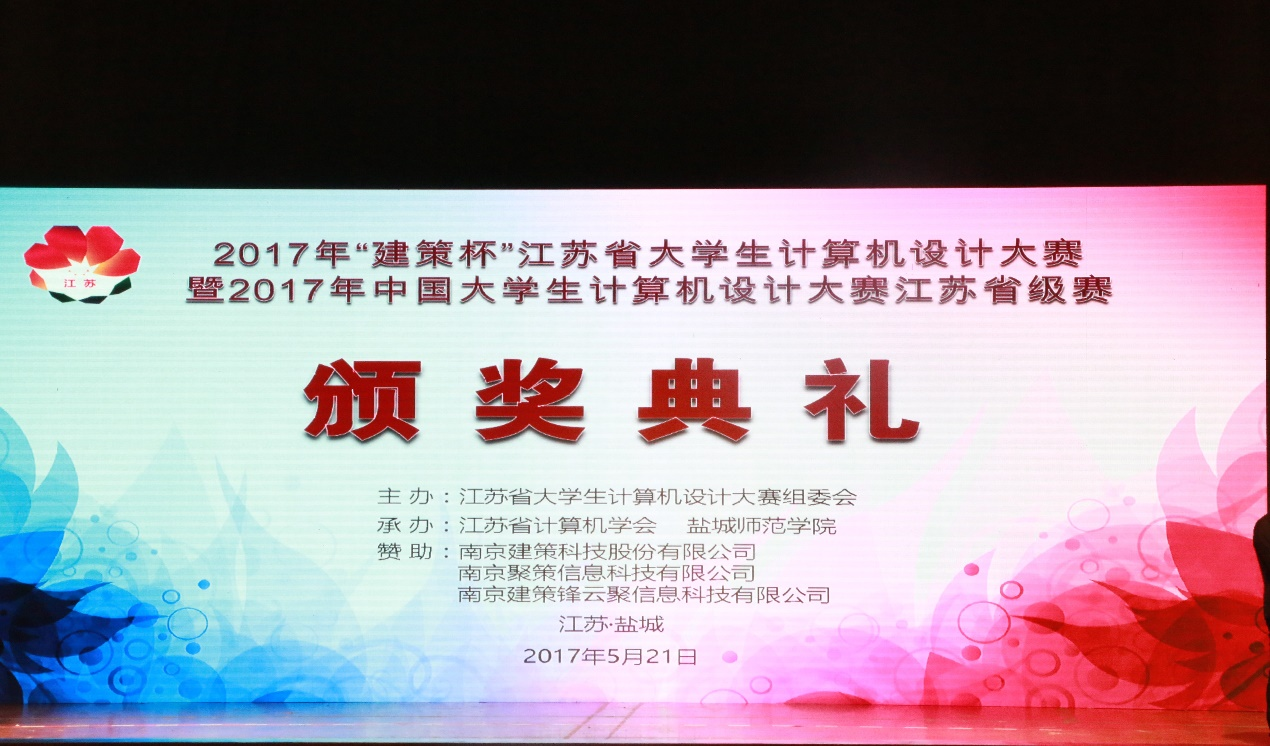 江苏
2017年“建策杯”江苏省大学生计算机设计大赛
暨2017年中国大学生计算机设计大赛江苏省级赛
颁奖典礼
主办：江苏省大学生计算机设计大赛组委会
承办：江苏省计算机学会 盐城师范学院
赞助：南京建策科技股份有限公司
南京聚策信息科技有限公司
南京建策锋云聚信息科技有限公司
江苏·盐城
2017年5月21日